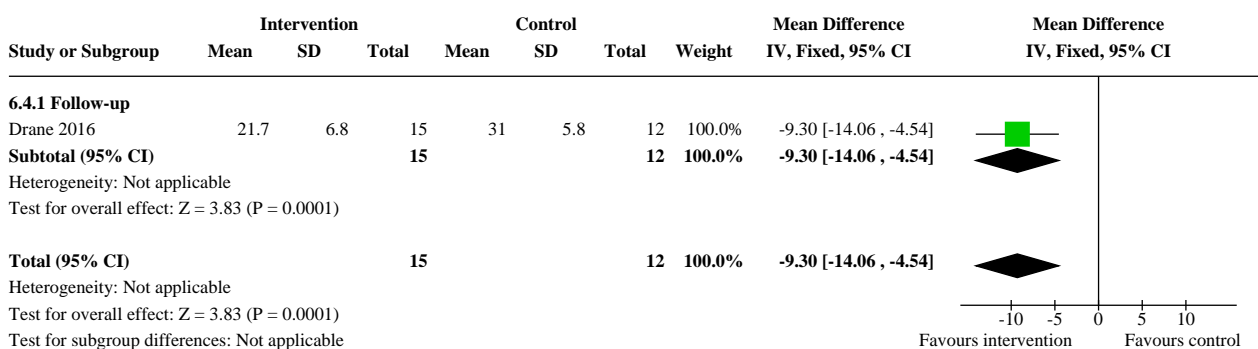 Intervention Control Mean Difference Mean Difference
Study or Subgroup Mean SD Total Mean SD Total Weight IV, Fixed, 95% CI IV, Fixed, 95% CI
6.4.1 Follow-up
Drane 2016 21.7 6.8 15 31 5.8 12 100.0% -9.30 [-14.06 , -4.54]
Subtotal (95% CI) 15 12 100.0% -9.30 [-14.06 , -4.54]
Heterogeneity: Not applicable
Test for overall effect: Z = 3.83 (P = 0.0001)
Total (95% CI) 15 12 100.0% -9.30 [-14.06 , -4.54]
Heterogeneity: Not applicable
Test for overall effect: Z = 3.83 (P = 0.0001) -10 -5 0 5 10
Test for subgroup differences: Not applicable Favours intervention Favours control